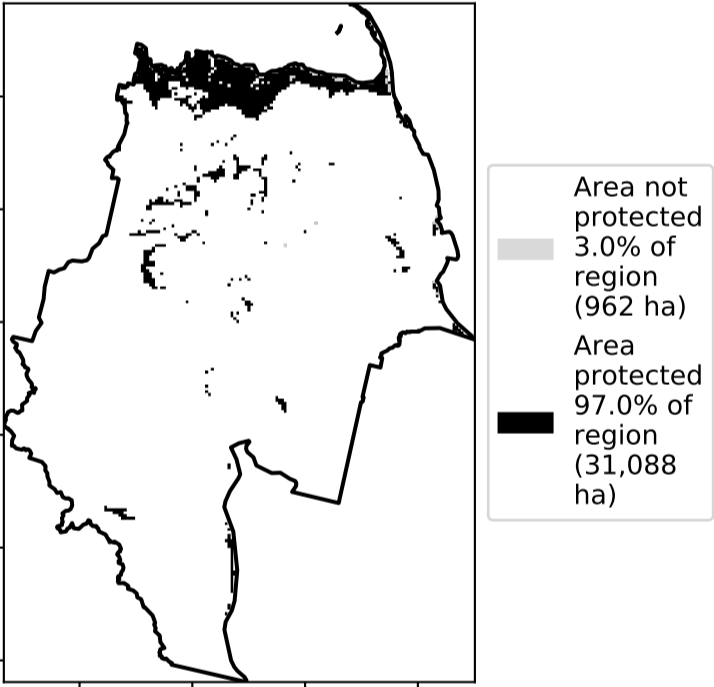 Area not
protected
3.0% of
region
(962 ha)
Area
protected
97.0% of
region
(31,088
ha)